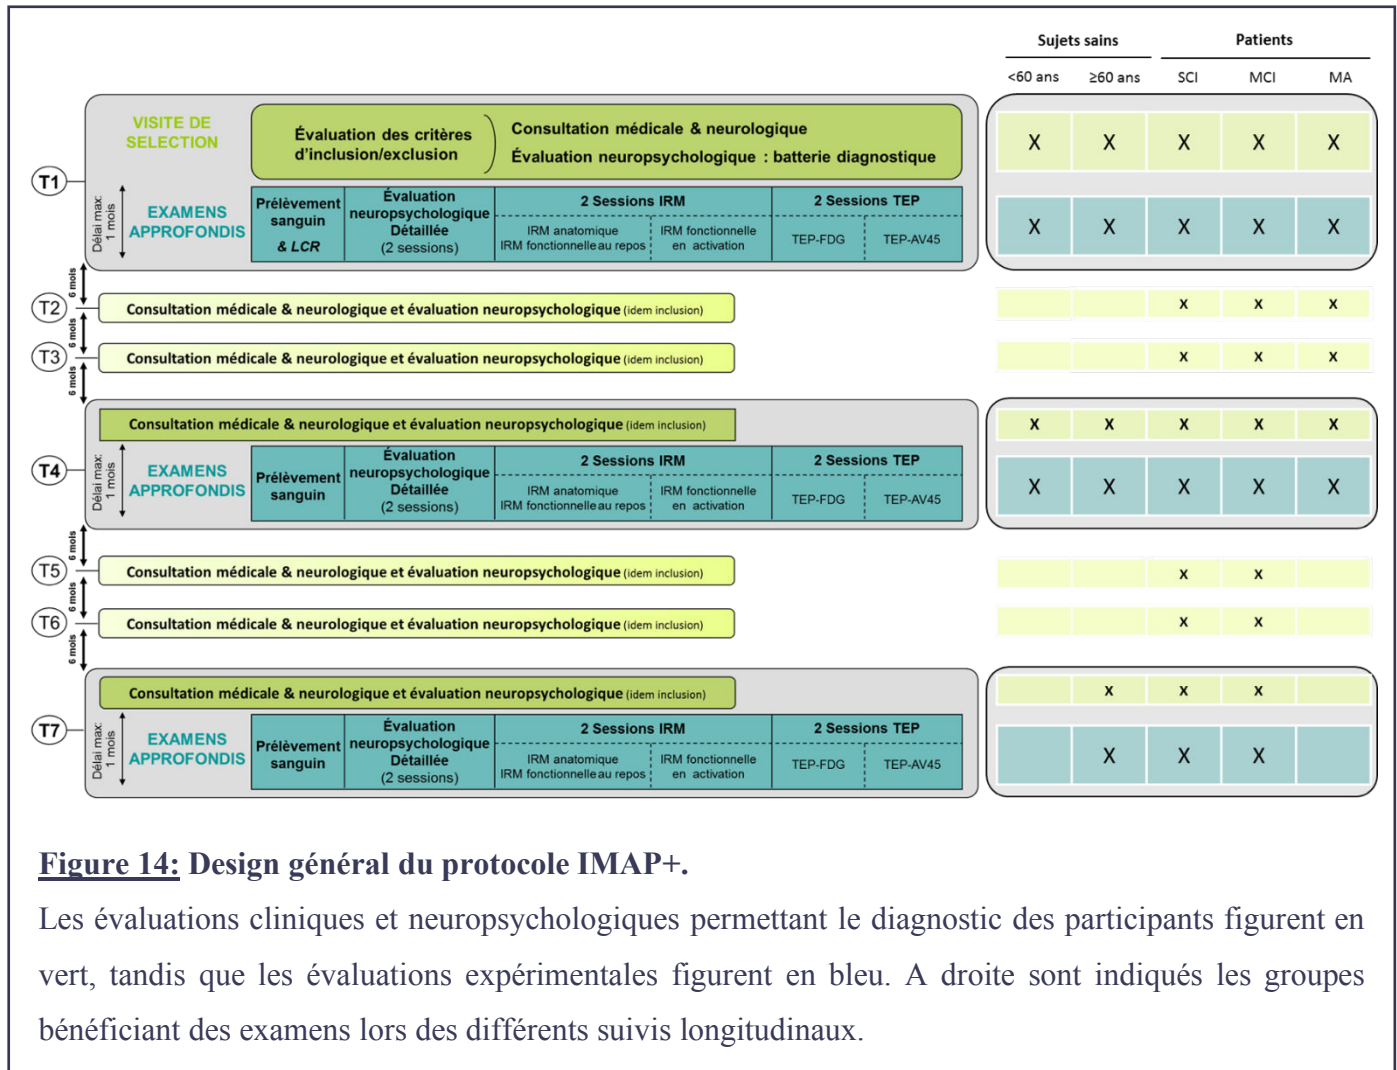 Sujets sains
Patients
<60 ans
≥60 ans
SCI
MCI
MA
VISITE DE
SELECTION
Évaluation des critères
d'inclusion/exclusion
Consultation médicale & neurologique
Évaluation neuropsychologique : batterie diagnostique
X X X X X
T1
Délai max:
1 mois
EXAMENS
APPROFONDIS
Prélèvement
sanguin
& LCR
Évaluation
neuropsychologique
Détaillée
(2 sessions)
2 Sessions IRM
IRM anatomique
IRM fonctionnelle au repos
IRM fonctionnelle
en activation
2 Sessions TEP
TEP-FDG
TEP-AV45
X X X X X
6 mois
T2
Consultation médicale & neurologique et évaluation neuropsychologique (idem inclusion)
X X X
6 mois
T3
Consultation médicale & neurologique et évaluation neuropsychologique (idem inclusion)
X X X
6 mois
Consultation médicale & neurologique et évaluation neuropsychologique (idem inclusion)
X X X X X
T4
Délai max:
1 mois
EXAMENS
APPROFONDIS
Prélèvement
sanguin
Évaluation
neuropsychologique
Détaillée
(2 sessions)
2 Sessions IRM
IRM anatomique
IRM fonctionnelle au repos
IRM fonctionnelle
en activation
2 Sessions TEP
TEP-FDG
TEP-AV45
X X X X X
6 mois
T5
Consultation médicale & neurologique et évaluation neuropsychologique (idem inclusion)
X X
6 mois
T6
Consultation médicale & neurologique et évaluation neuropsychologique (idem inclusion)
X X
6 mois
Consultation médicale & neurologique et évaluation neuropsychologique (idem inclusion)
X X X
T7
Délai max:
1 mois
EXAMENS
APPROFONDIS
Prélèvement
sanguin
Évaluation
neuropsychologique
Détaillée
(2 sessions)
2 Sessions IRM
IRM anatomique
IRM fonctionnelle au repos
IRM fonctionnelle
en activation
2 Sessions TEP
TEP-FDG
TEP-AV45
X X X
Figure 14: Design général du protocole IMAP+.
Les évaluations cliniques et neuropsychologiques permettant le diagnostic des participants figurent en
vert, tandis que les évaluations expérimentales figurent en bleu. A droite sont indiqués les groupes
bénéficiant des examens lors des différents suivis longitudinaux.